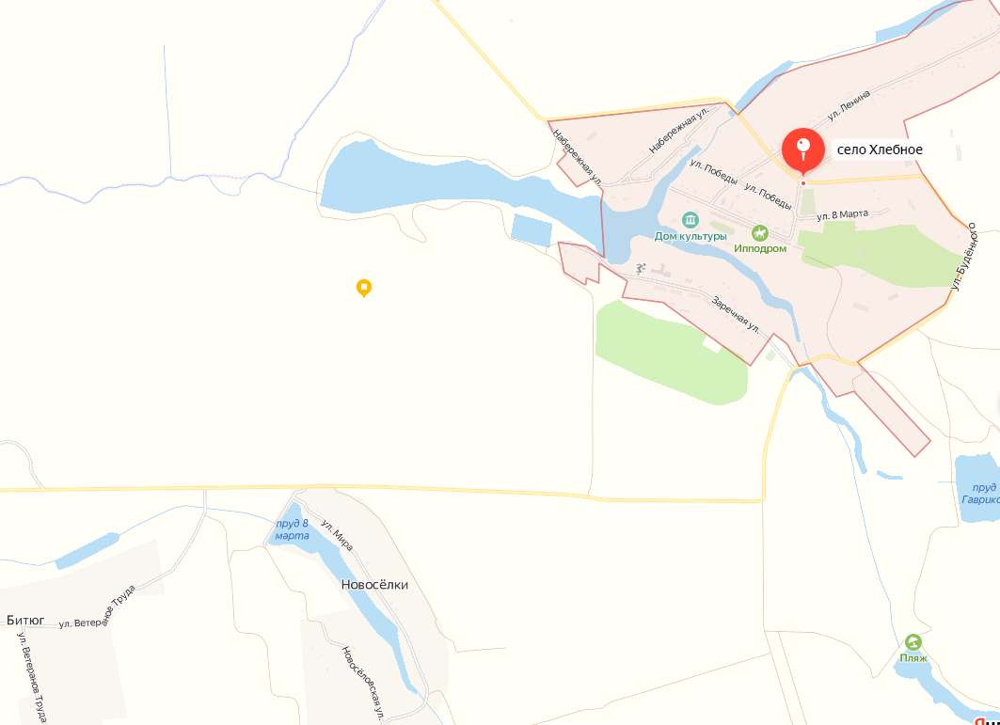 ул. Ленина
Набережная ул.
Набережная ул.
село Хлебное
ул. Победы
ул. Победы
ул. 8 Марта
Дом культуры
Ипподром
ул. Будённого
Заречная ул.
пруд
Гаврико
пруд 8
марта
ул. Мира
Новосёлки
Битюг
ул. Ветеранов Труда
ул. Ветеранов Труда
Новосёловская ул.
Пляж